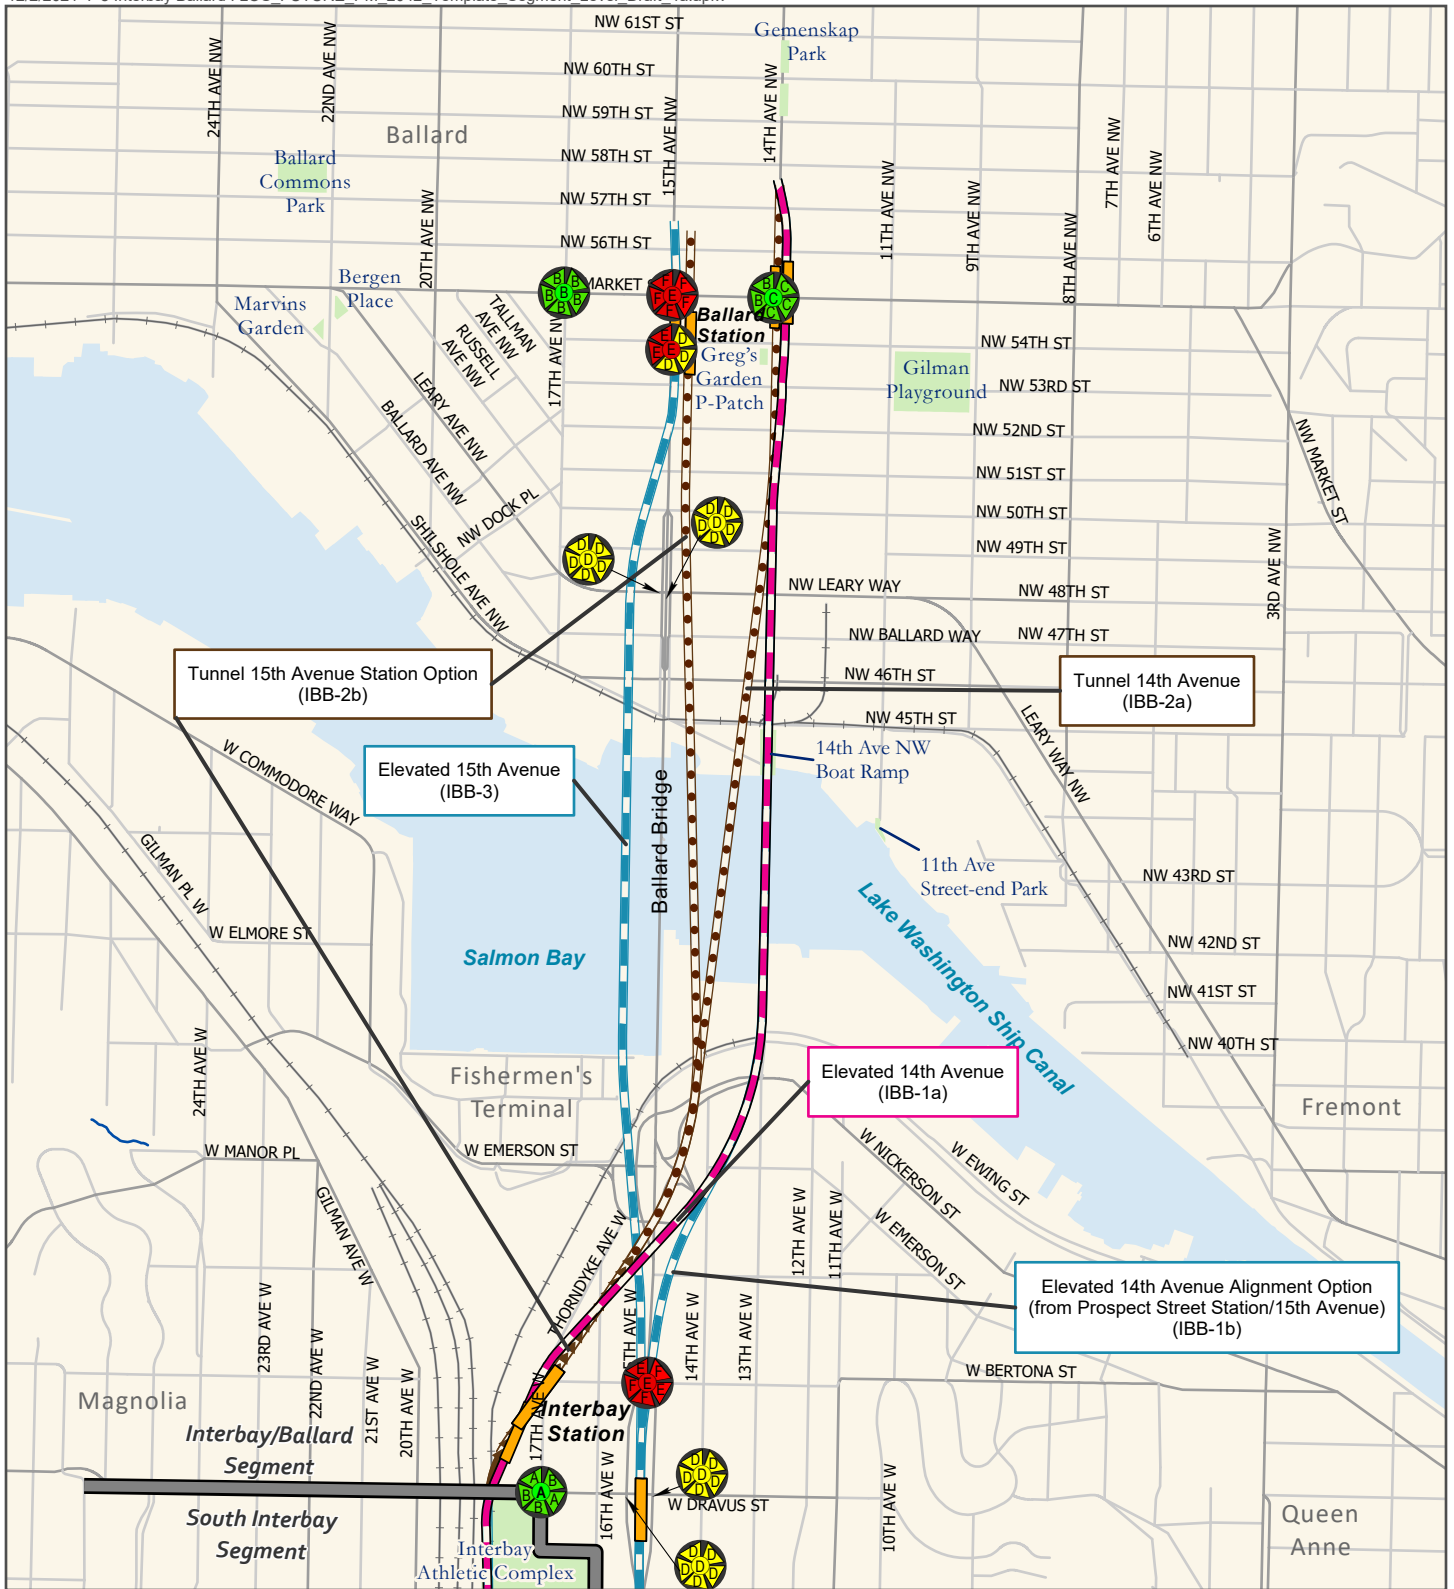 NW 61ST ST
Gemenskap
Park
NW 60TH ST
24TH AVE NW
22ND AVE NW
15TH AVE NW
14TH AVE NW
NW 59TH ST
Ballard
NW 58TH ST
Ballard
Commons
Park
NW 57TH ST
NW 56TH ST
20TH AVE NW
11TH AVE NW
9TH AVE NW
8TH AVE NW
7TH AVE NW
6TH AVE NW
Bergen
Place
Marvins
Garden
TALLMAN
AVE NW
RUSSELL
AVE NW
17TH AVE NW
MARKET
Ballard
Station
Greg's
Garden
P-Patch
NW 54TH ST
Gilman
Playground
NW 53RD ST
NW 52ND ST
NW 51ST ST
NW 50TH ST
NW 49TH ST
NW MARKET ST
LEARY AVE NW
BALLARD AVE NW
NW DOCK PL
SHILSHOLE AVE NW
NW LEARY WAY
NW 48TH ST
3RD AVE NW
NW BALLARD WAY
NW 47TH ST
NW 46TH ST
NW 45TH ST
Tunnel 15th Avenue Station Option
(IBB-2b)
Tunnel 14th Avenue
(IBB-2a)
LEARY WAY NW
14th Ave NW
Boat Ramp
Elevated 15th Avenue
(IBB-3)
W COMMODORE WAY
GILMAN PL W
Ballard Bridge
11th Ave
Street-end Park
NW 43RD ST
W ELMORE ST
Salmon Bay
Lake Washington Ship Canal
NW 42ND ST
NW 41ST ST
NW 40TH ST
24TH AVE W
Fishermen's
Terminal
Elevated 14th Avenue
(IBB-1a)
Fremont
W MANOR PL
W EMERSON ST
W NICKERSON ST
W EWING ST
W EMERSON ST
GILMAN AVE W
THORNDYKE AVE W
12TH AVE W
11TH AVE W
Elevated 14th Avenue Alignment Option
(from Prospect Street Station/15th Avenue)
(IBB-1b)
23RD AVE W
22ND AVE W
21ST AVE W
20TH AVE W
17TH AVE W
14TH AVE W
13TH AVE W
W BERTONA ST
Magnolia
Interbay
Station
Interbay/Ballard
Segment
South Interbay
Segment
16TH AVE W
W DRAVUS ST
10TH AVE W
Queen
Anne
Interbay
Athletic Complex